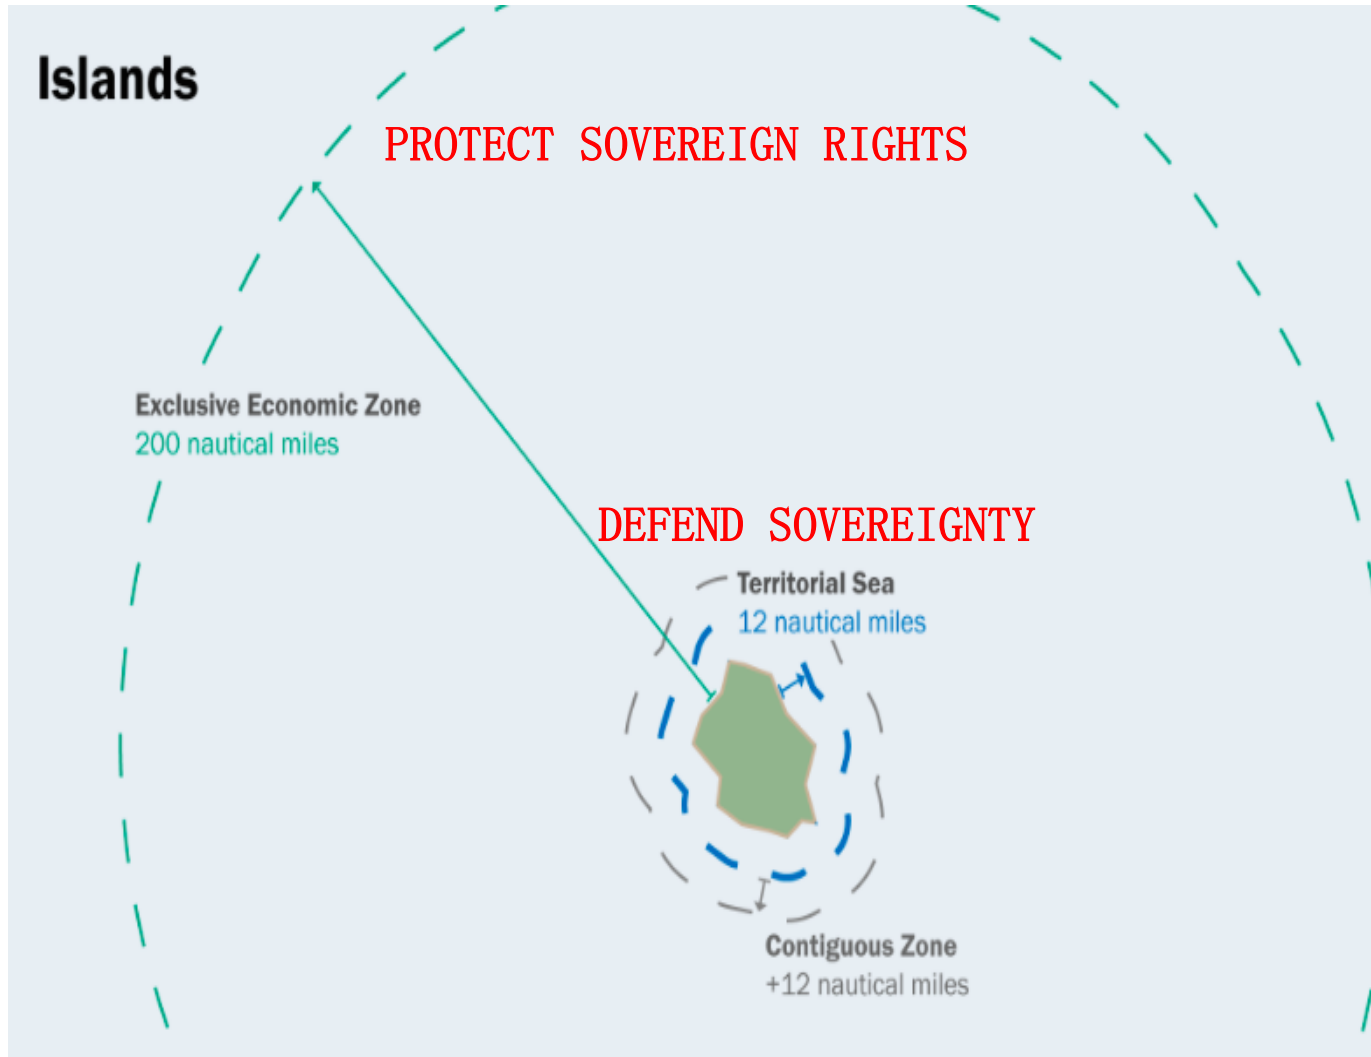 Islands
PROTECT SOVEREIGN RIGHTS
Exclusive Economic Zone
200 nautical miles
DEFEND SOVEREIGNTY
Territorial Sea
12 nautical miles
Contiguous Zone
+12 nautical miles